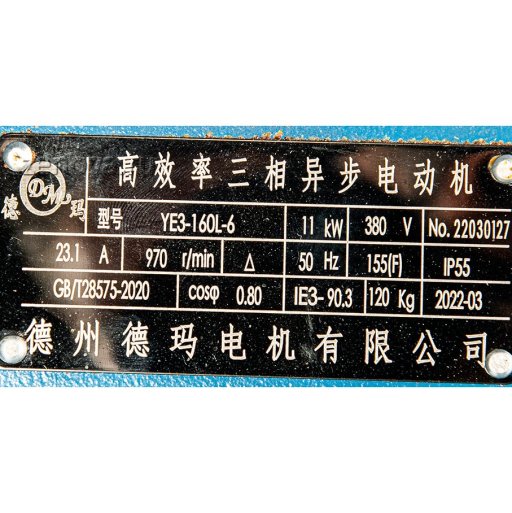 高效率三相异步电动机
DM
德 玛
型号 YE3-160L-6 11 kW 380 V No. 22030127
23.1 A 970 r/min Δ 50 Hz 155(F) IP55
GB/T28575-2020 cosφ 0.80 IE3-90.3 120 Kg 2022-03
德州德玛电机有限公司